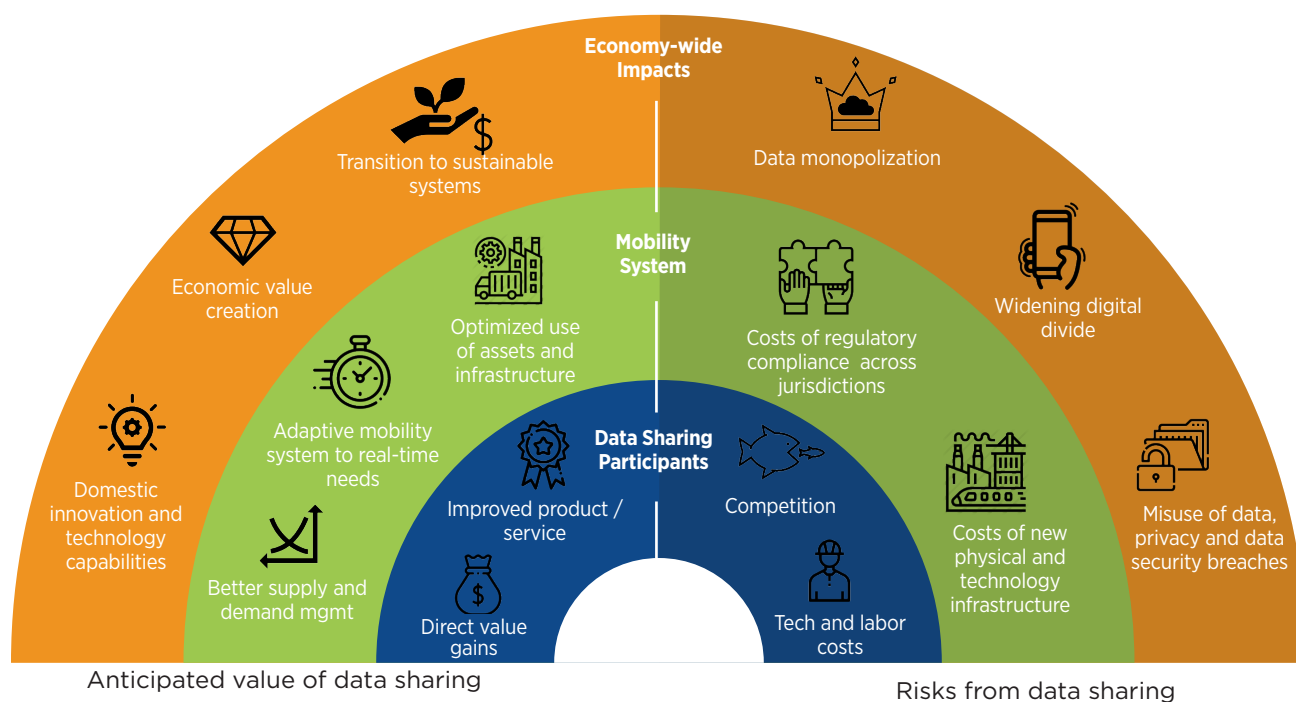 Economy-wide
Impacts
Transition to sustainable
systems
$
Data monopolization
Economic value
creation
Widening digital
divide
Domestic
innovation and
technology
capabilities
Misuse of data,
privacy and data
security breaches
Mobility
System
Optimized use
of assets and
infrastructure
Costs of regulatory
compliance across
jurisdictions
Adaptive mobility
system to real-time
needs
Better supply and
demand mgmt
Costs of new
physical and
technology
infrastructure
Data Sharing
Participants
Improved product /
service
Competition
$
Direct value
gains
Tech and labor
costs
Anticipated value of data sharing
Risks from data sharing